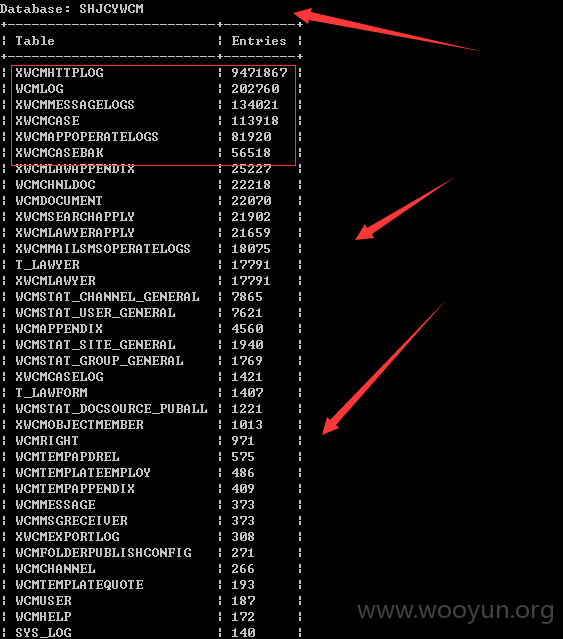 Database: SHJCYWCM
+--------------------------+---------+
| Table | Entries |
+--------------------------+---------+
| XWCMHTTPLOG | 9471867 |
| WCMLOG | 202760 |
| XWCMMESSAGELOGS | 134021 |
| XWCMCASE | 113918 |
| XWCMAPPOPERATELOGS | 81920 |
| XWCMCASEBAK | 56518 |
| XWCMLAWAPPENDIX | 25227 |
| WCMCHNLDOC | 22218 |
| WCMDOCUMENT | 22070 |
| XWCMSEARCHAPPLY | 21902 |
| XWCMLAWYERAPPLY | 21659 |
| XWCMMAILSMSOPERATELOGS | 18075 |
| T_LAWYER | 17791 |
| XWCMLAWYER | 17791 |
| WCMSTAT_CHANNEL_GENERAL | 7865 |
| WCMSTAT_USER_GENERAL | 7621 |
| WCMAPPENDIX | 4560 |
| WCMSTAT_SITE_GENERAL | 1940 |
| WCMSTAT_GROUP_GENERAL | 1769 |
| XWCMCASELOG | 1421 |
| T_LAWFORM | 1407 |
| WCMSTAT_DOCSOURCE_PUBALL | 1221 |
| XWCMOBJECTMEMBER | 1013 |
| WCMRIGHT | 971 |
| WCMTEMPAPDREL | 575 |
| WCMTEMPLATEEMPLOY | 486 |
| WCMTEMPAPPENDIX | 409 |
| WCMMESSAGE | 373 |
| WCMMSGRECEIVER | 373 |
| XWCMEXPORTLOG | 308 |
| WCMFOLDERPUBLISHCONFIG | 271 |
| WCMCHANNEL | 266 |
| WCMTEMPLATEQUOTE | 193 |
| WCMUSER | 187 |
| WCMHELP | 172 |
| SYS_LOG | 140 |
www.wooyun.org